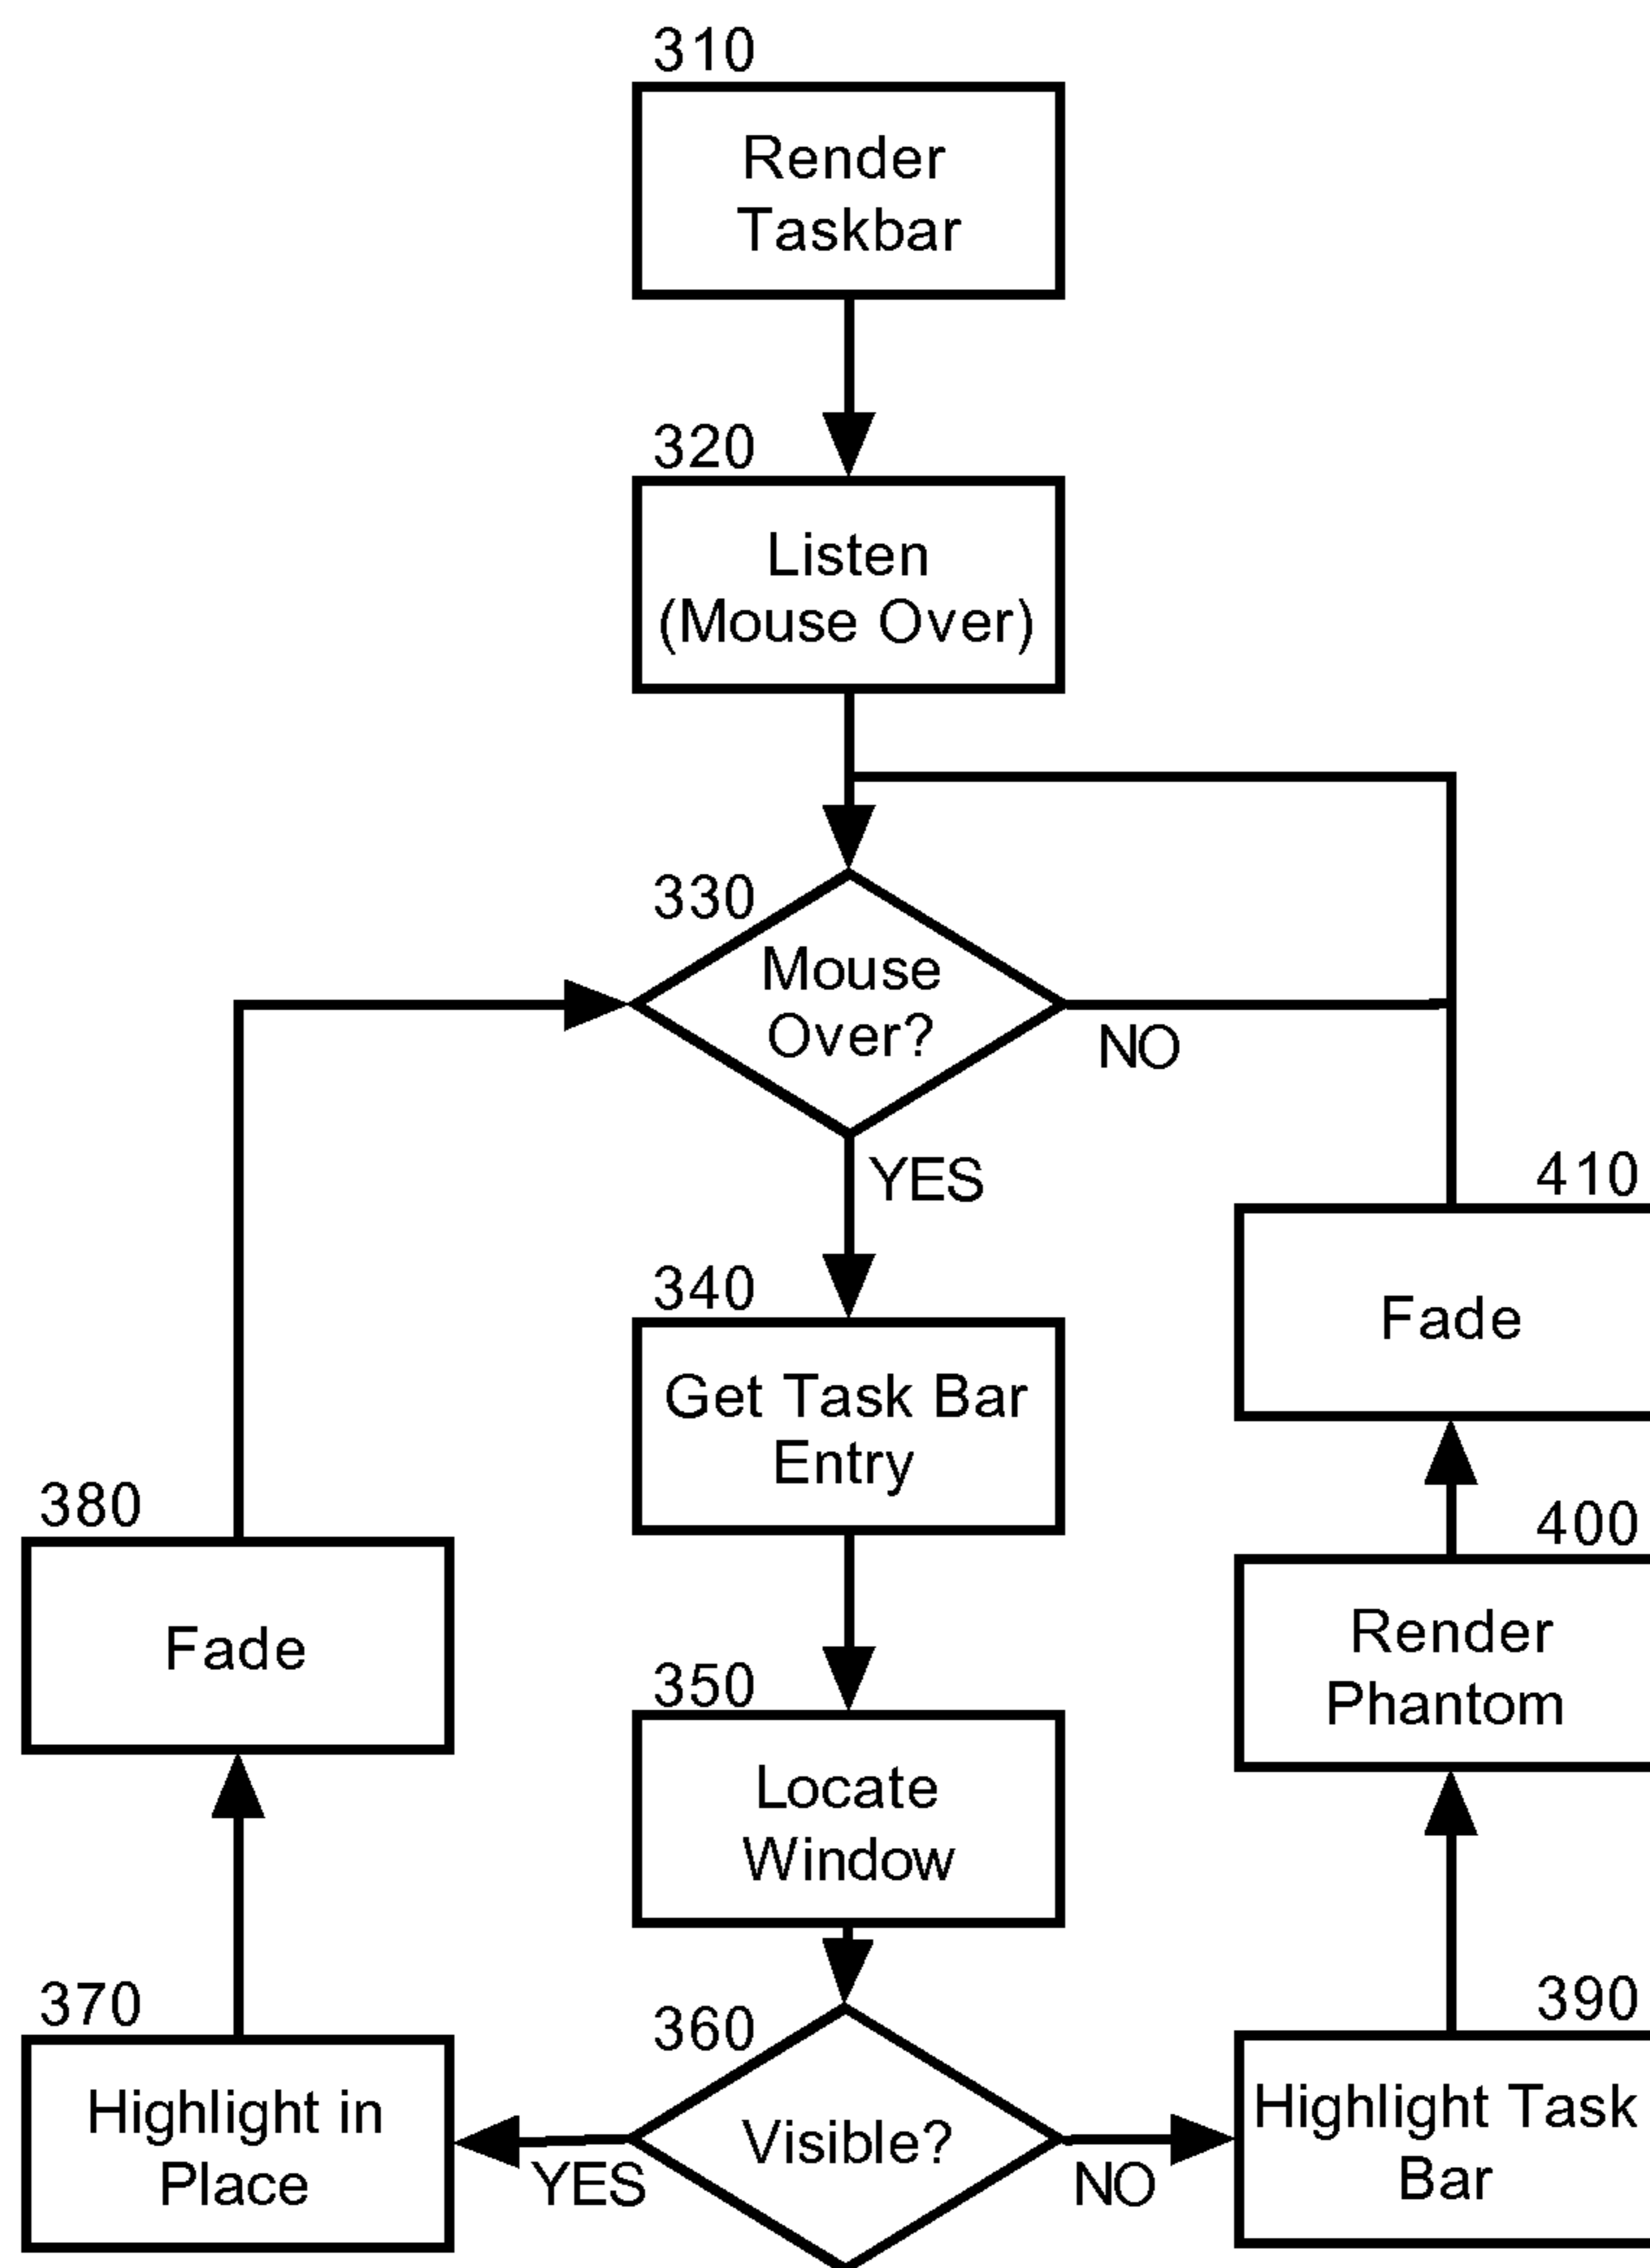 310
Render
Taskbar
320
Listen
(Mouse Over)
330
Mouse
Over?
NO
YES
410
Fade
340
Get Task Bar
Entry
380
Fade
400
Render
Phantom
350
Locate
Window
370
Highlight in
Place
360
Visible?
YES
NO
390
Highlight Task
Bar